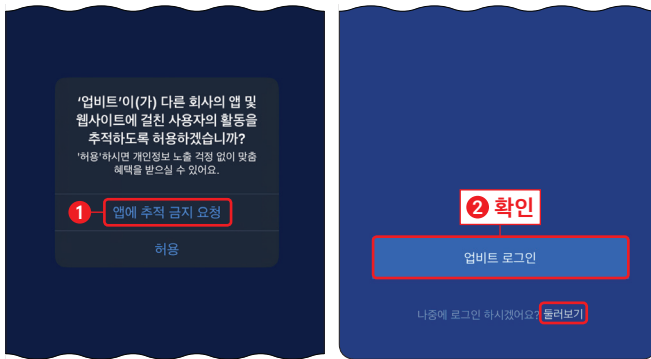 ‘업비트’이(가) 다른 회사의 앱 및
웹사이트에 걸친 사용자의 활동을
추적하도록 허용하겠습니까?
'허용'하시면 개인정보 노출 걱정 없이 맞춤
혜택을 받으실 수 있어요.
1 앱에 추적 금지 요청
허용
2 확인
업비트 로그인
나중에 로그인 하시겠어요? 둘러보기